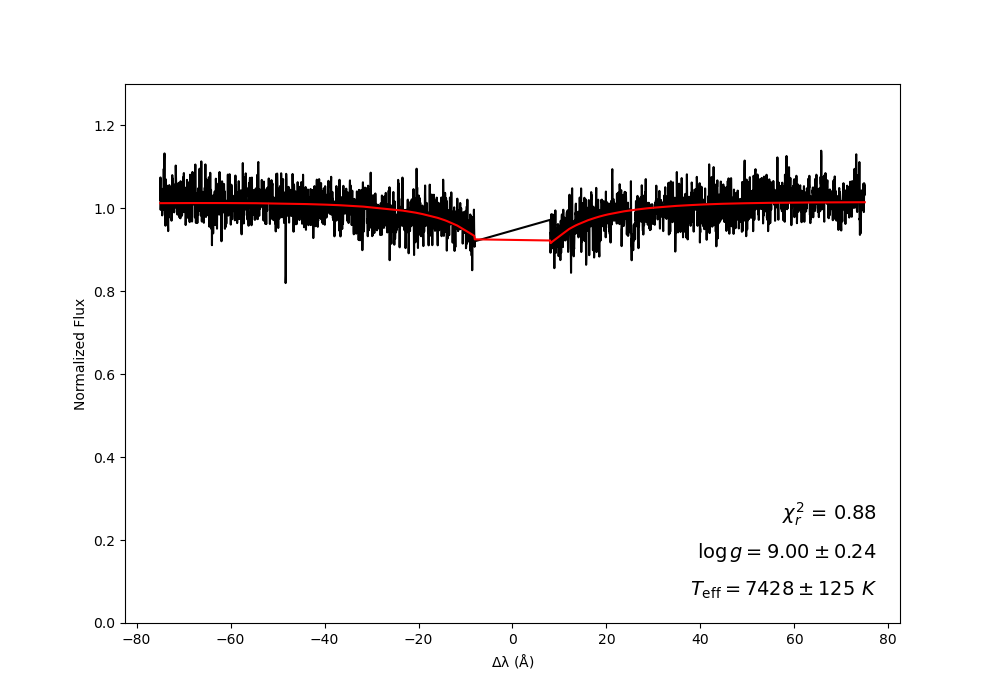 1.2
1.0
0.8
0.6
0.4
0.2
0.0
Normalized Flux
χ²ᵣ = 0.88
log g = 9.00 ± 0.24
T_eff = 7428 ± 125 K
−80 −60 −40 −20 0 20 40 60 80
Δλ (Å)